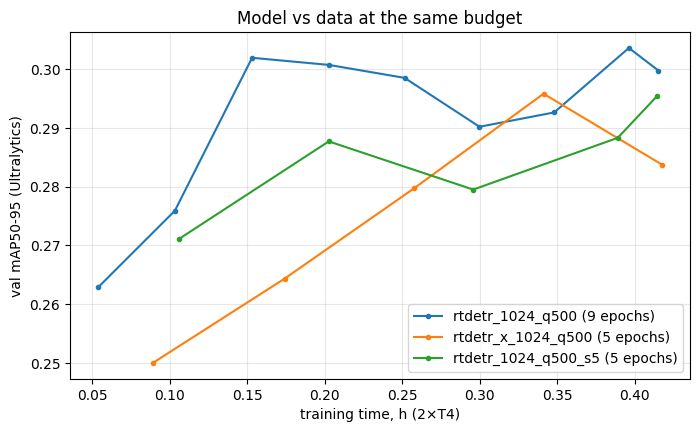 Model vs data at the same budget
val mAP50-95 (Ultralytics)
0.30
0.29
0.28
0.27
0.26
0.25
0.05 0.10 0.15 0.20 0.25 0.30 0.35 0.40
training time, h (2×T4)
rtdetr_1024_q500 (9 epochs)
rtdetr_x_1024_q500 (5 epochs)
rtdetr_1024_q500_s5 (5 epochs)